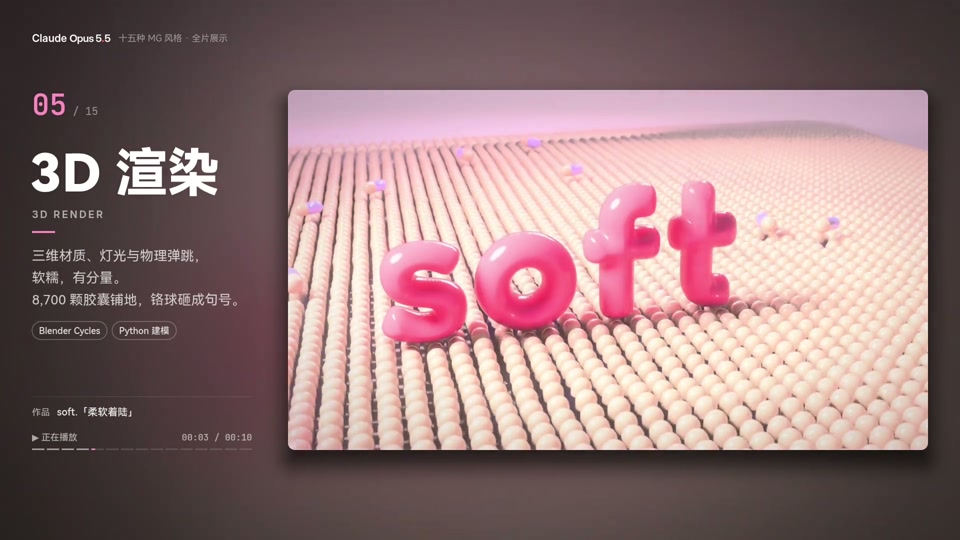 Claude Opus 5.5 十五种 MG 风格 · 全片展示
05 / 15
3D 渲染
3D RENDER
三维材质、灯光与物理弹跳，
软糯，有分量。
8,700 颗胶囊铺地，铬球砸成句号。
Blender Cycles Python 建模
作品 soft.「柔软着陆」
▶ 正在播放 00:03 / 00:10
soft